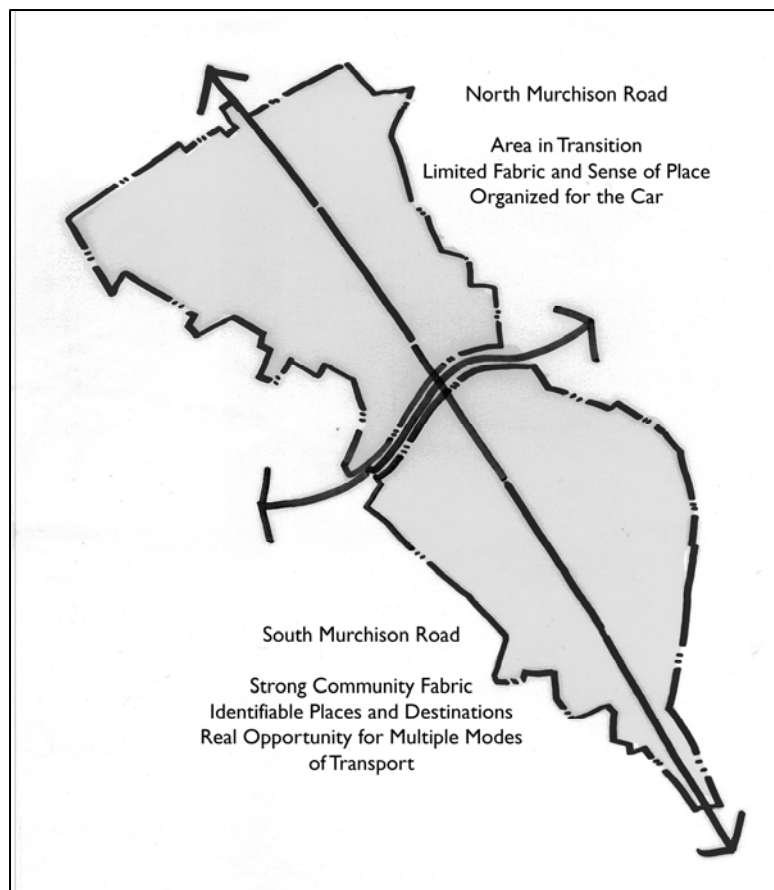 North Murchison Road
Area in Transition
Limited Fabric and Sense of Place
Organized for the Car
South Murchison Road
Strong Community Fabric
Identifiable Places and Destinations
Real Opportunity for Multiple Modes
of Transport